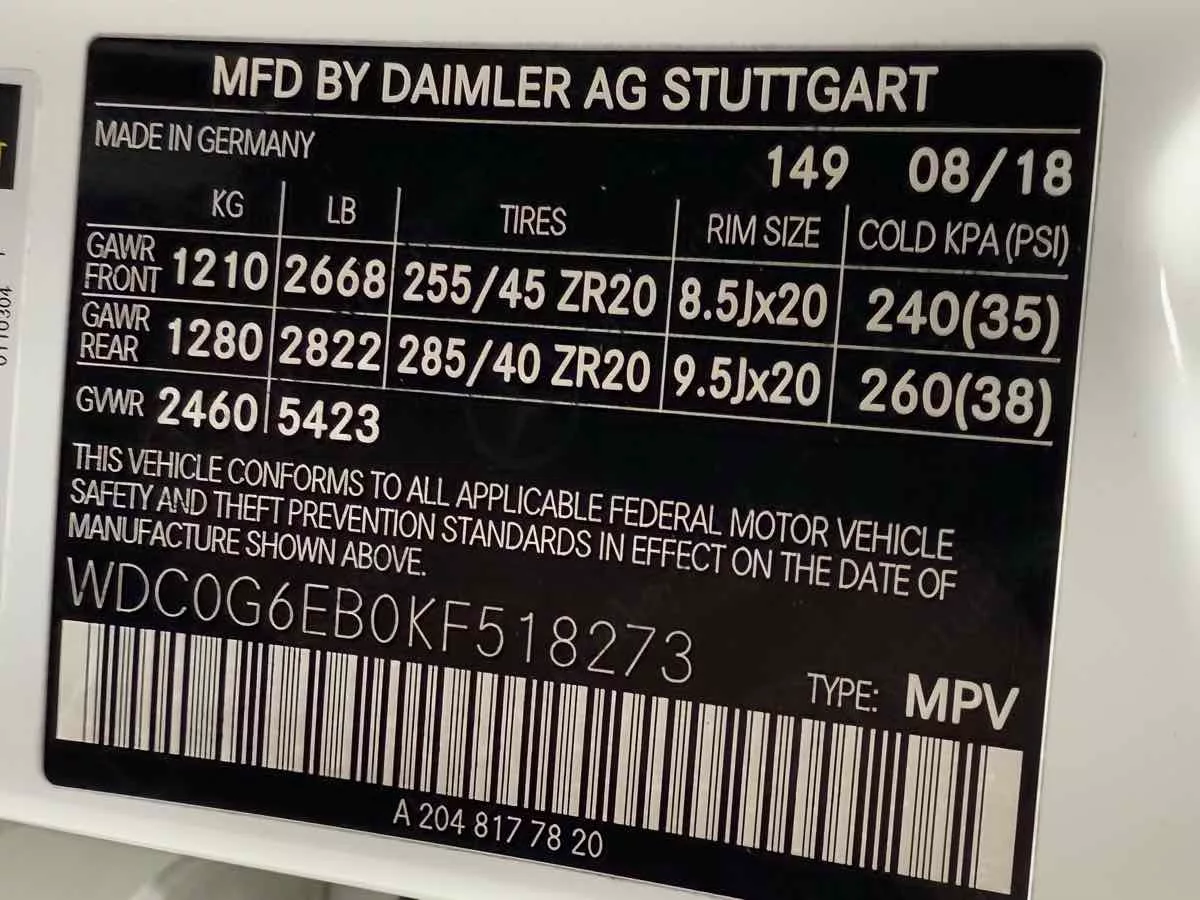 MFD BY DAIMLER AG STUTTGART
MADE IN GERMANY
149 08/18
KG LB TIRES RIM SIZE COLD KPA (PSI)
GAWR FRONT 1210 2668 255/45 ZR20 8.5Jx20 240(35)
GAWR REAR 1280 2822 285/40 ZR20 9.5Jx20 260(38)
GVWR 2460 5423
THIS VEHICLE CONFORMS TO ALL APPLICABLE FEDERAL MOTOR VEHICLE
SAFETY AND THEFT PREVENTION STANDARDS IN EFFECT ON THE DATE OF
MANUFACTURE SHOWN ABOVE.
WDC0G6EB0KF518273
TYPE: MPV
A 204 817 78 20
0110304